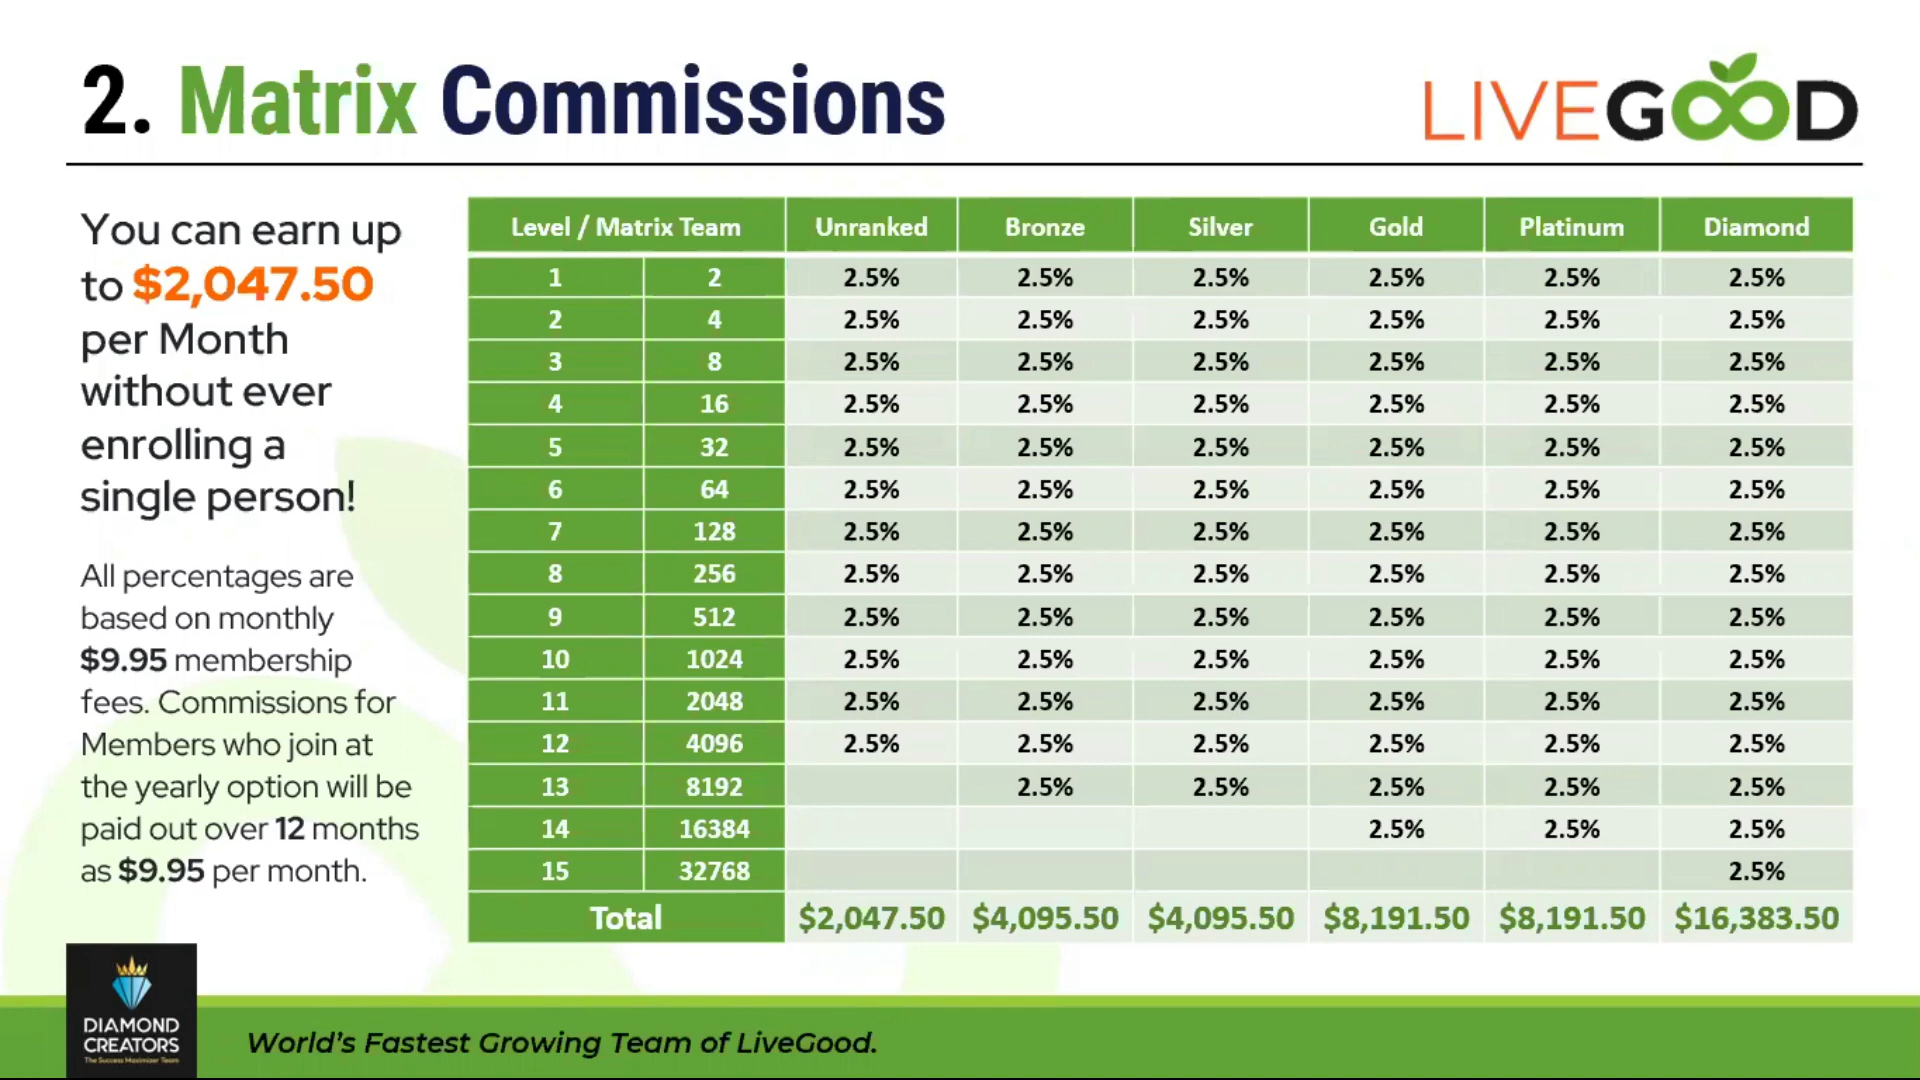 2. Matrix Commissions
LIVEGOOD
You can earn up
to $2,047.50
per Month
without ever
enrolling a
single person!
All percentages are
based on monthly
$9.95 membership
fees. Commissions for
Members who join at
the yearly option will be
paid out over 12 months
as $9.95 per month.
Level / Matrix Team Unranked Bronze Silver Gold Platinum Diamond
1 2 2.5% 2.5% 2.5% 2.5% 2.5% 2.5%
2 4 2.5% 2.5% 2.5% 2.5% 2.5% 2.5%
3 8 2.5% 2.5% 2.5% 2.5% 2.5% 2.5%
4 16 2.5% 2.5% 2.5% 2.5% 2.5% 2.5%
5 32 2.5% 2.5% 2.5% 2.5% 2.5% 2.5%
6 64 2.5% 2.5% 2.5% 2.5% 2.5% 2.5%
7 128 2.5% 2.5% 2.5% 2.5% 2.5% 2.5%
8 256 2.5% 2.5% 2.5% 2.5% 2.5% 2.5%
9 512 2.5% 2.5% 2.5% 2.5% 2.5% 2.5%
10 1024 2.5% 2.5% 2.5% 2.5% 2.5% 2.5%
11 2048 2.5% 2.5% 2.5% 2.5% 2.5% 2.5%
12 4096 2.5% 2.5% 2.5% 2.5% 2.5% 2.5%
13 8192 2.5% 2.5% 2.5% 2.5% 2.5%
14 16384 2.5% 2.5% 2.5%
15 32768 2.5%
Total $2,047.50 $4,095.50 $4,095.50 $8,191.50 $8,191.50 $16,383.50
DIAMOND
CREATORS
The Success Maximizer Team
World's Fastest Growing Team of LiveGood.